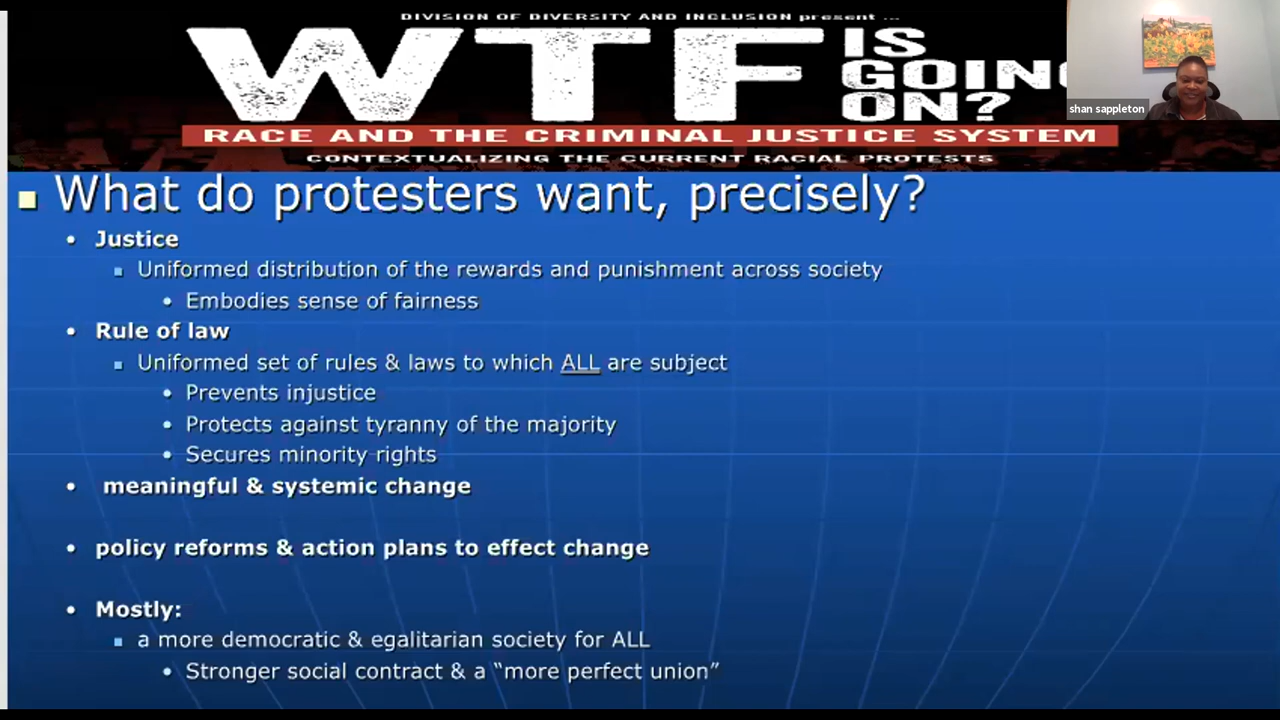 DIVISION OF DIVERSITY AND INCLUSION present ...
WTF IS
GOING
ON?
RACE AND THE CRIMINAL JUSTICE SYSTEM
CONTEXTUALIZING THE CURRENT RACIAL PROTESTS
shan sappleton
What do protesters want, precisely?
• Justice
Uniformed distribution of the rewards and punishment across society
• Embodies sense of fairness
• Rule of law
Uniformed set of rules & laws to which ALL are subject
• Prevents injustice
• Protects against tyranny of the majority
• Secures minority rights
• meaningful & systemic change
• policy reforms & action plans to effect change
• Mostly:
a more democratic & egalitarian society for ALL
• Stronger social contract & a “more perfect union”